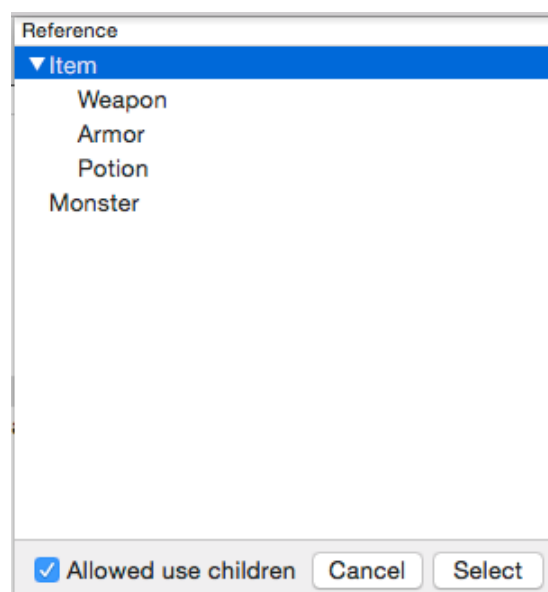 Reference
Item
Weapon
Armor
Potion
Monster
Allowed use children Cancel Select